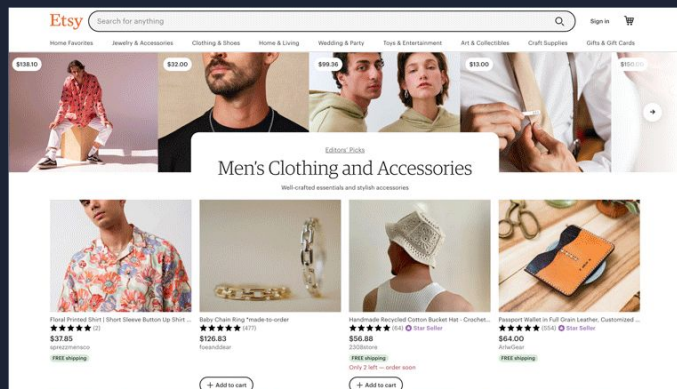 Etsy
Search for anything
Sign in
Home Favorites Jewelry & Accessories Clothing & Shoes Home & Living Wedding & Party Toys & Entertainment Art & Collectibles Craft Supplies Gifts & Gift Cards
$138.10 $32.00 $99.36 $13.00
Editors' Picks
Men's Clothing and Accessories
Well-crafted essentials and stylish accessories
Floral Printed Shirt | Short Sleeve Button Up Shirt ...
(2)
$37.85
sprezzmensco
FREE shipping
Baby Chain Ring *made-to-order
(477)
$126.83
foeanddear
+ Add to cart
Handmade Recycled Cotton Bucket Hat - Crochet...
(64) Star Seller
$56.88
2308store
FREE shipping
Only 2 left — order soon
+ Add to cart
Passport Wallet in Full Grain Leather, Customized ...
(554) Star Seller
$64.00
ArlwGear
FREE shipping